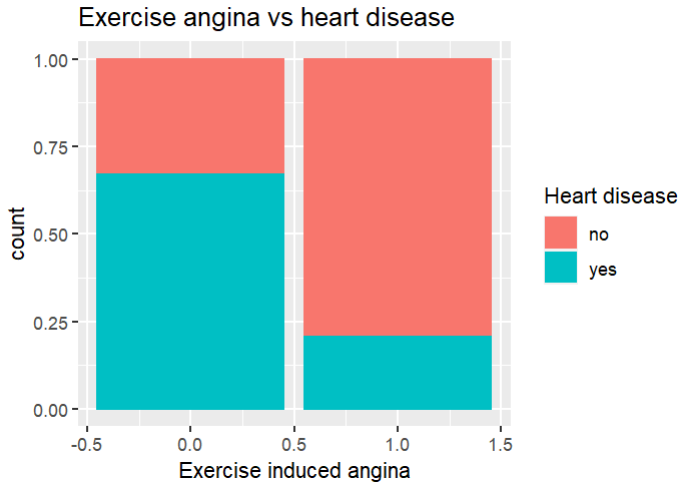 Exercise angina vs heart disease
1.00
0.75
0.50
0.25
0.00
count
-0.5
0.0
0.5
1.0
1.5
Exercise induced angina
Heart disease
no
yes